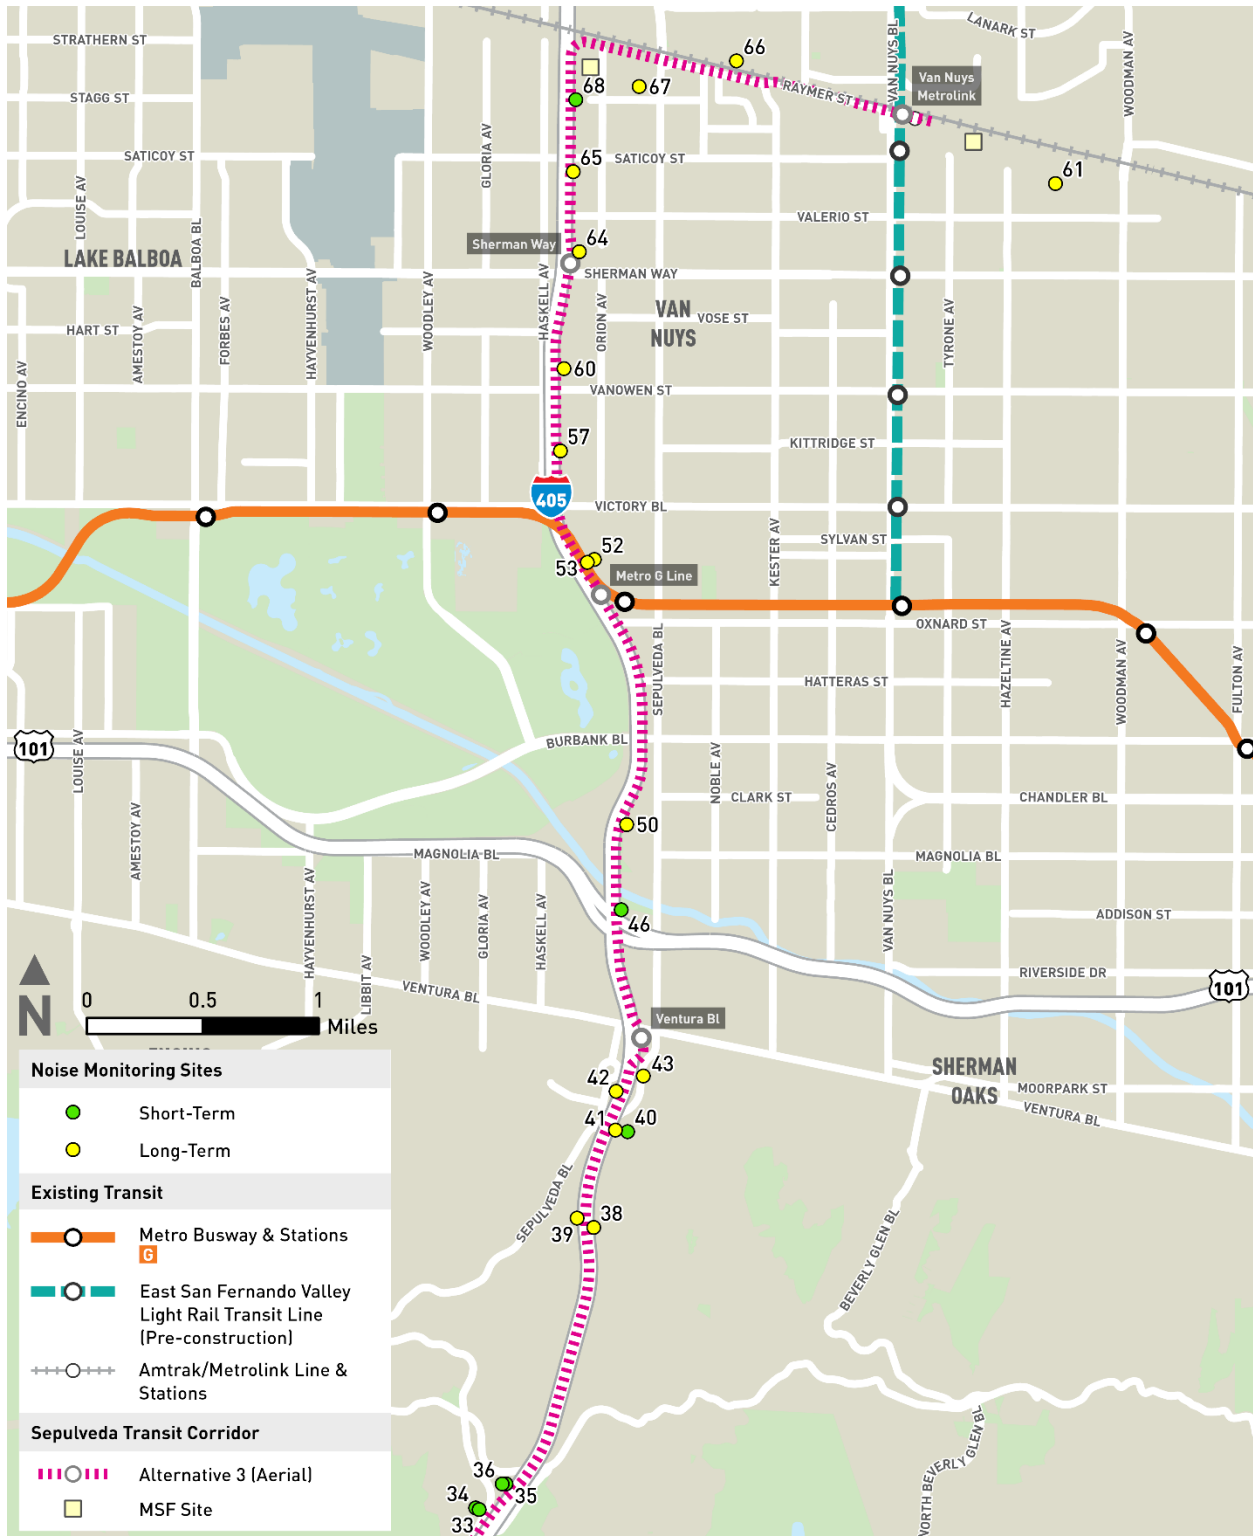 STRATHERN ST
STAGG ST
SATICOY ST
LOUISE AV
BALBOA BL
GLORIA AV
LAKE BALBOA
HART ST
ENCINO AV
AMESTOY AV
FORBES AV
HAYVENHURST AV
WOODLEY AV
HASKELL AV
ORION AV
LANARK ST
VAN NUYS BL
WOODMAN AV
RAYMER ST
Van Nuys
Metrolink
66
67
68
65
SATICOY ST
61
VALERIO ST
64
Sherman Way
SHERMAN WAY
VAN
NUYS
VOSE ST
TYRONE AV
60
VANOWEN ST
57
KITTRIDGE ST
405
VICTORY BL
SYLVAN ST
KESTER AV
52
53
Metro G Line
OXNARD ST
SEPULVEDA BL
HAZELTINE AV
HATTERAS ST
WOODMAN AV
FULTON AV
101
LOUISE AV
BURBANK BL
NOBLE AV
CEDROS AV
CLARK ST
CHANDLER BL
AMESTOY AV
50
MAGNOLIA BL
MAGNOLIA BL
HAYVENHURST AV
LIBBIT AV
WOODLEY AV
GLORIA AV
HASKELL AV
VAN NUYS BL
46
ADDISON ST
RIVERSIDE DR
101
VENTURA BL
N
0
0.5
1
Miles
Ventura Bl
SHERMAN
OAKS
MOORPARK ST
VENTURA BL
43
42
41
40
SEPULVEDA BL
38
39
BEVERLY GLEN BL
NORTH BEVERLY GLEN BL
36
35
34
33
Noise Monitoring Sites
Short-Term
Long-Term
Existing Transit
Metro Busway & Stations
G
East San Fernando Valley
Light Rail Transit Line
(Pre-construction)
Amtrak/Metrolink Line &
Stations
Sepulveda Transit Corridor
Alternative 3 (Aerial)
MSF Site